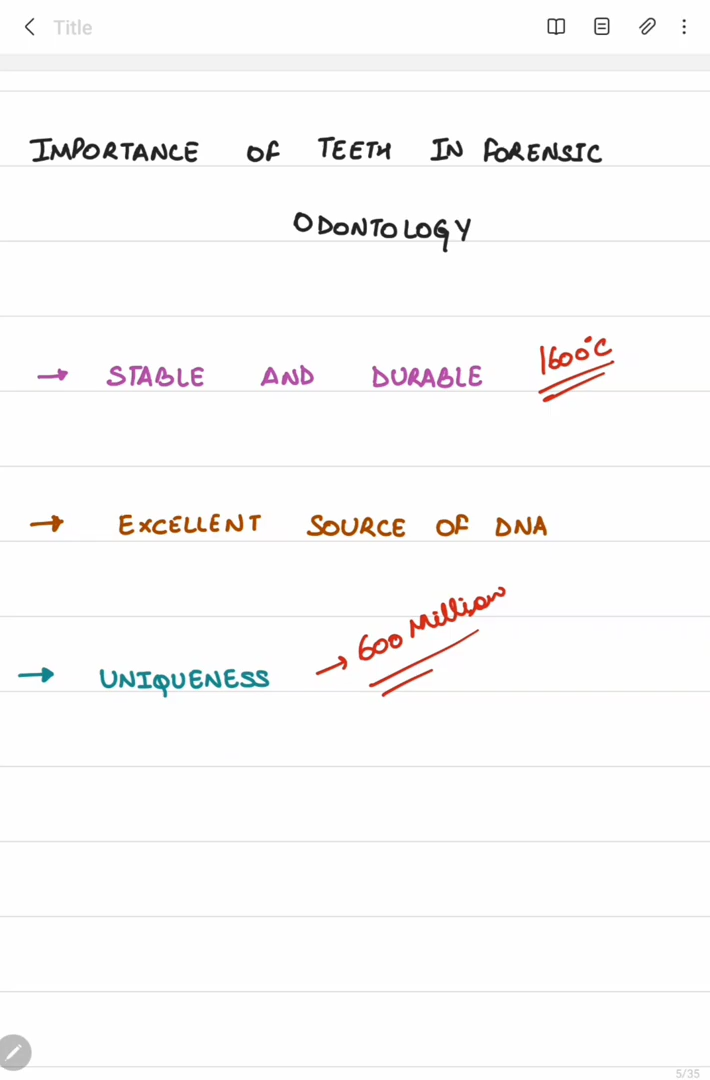 Title
IMPORTANCE OF TEETH IN FORENSIC
ODONTOLOGY
→ STABLE AND DURABLE 1600°C
→ EXCELLENT SOURCE OF DNA
→ UNIQUENESS → 600 Million
5/35